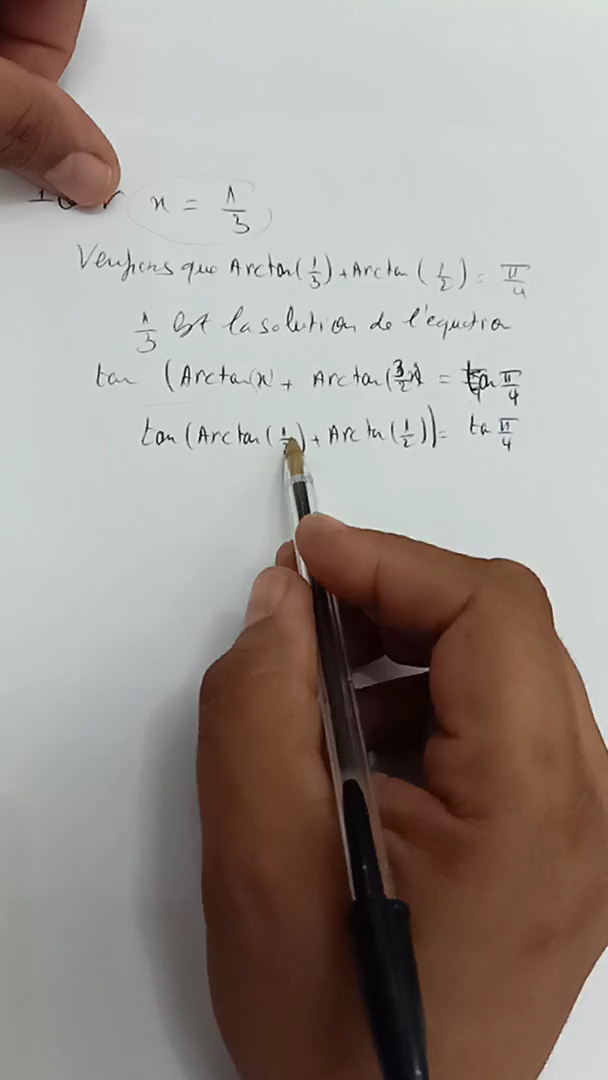 x = 1/3
Verifions que Arctan(1/3) + Arctan(1/2) = π/4
1/3 est la solution de l'equation
tan (Arctan(x) + Arctan(3/2 x) = tan π/4
tan (Arctan(1/3) + Arctan(1/2)) = tan π/4